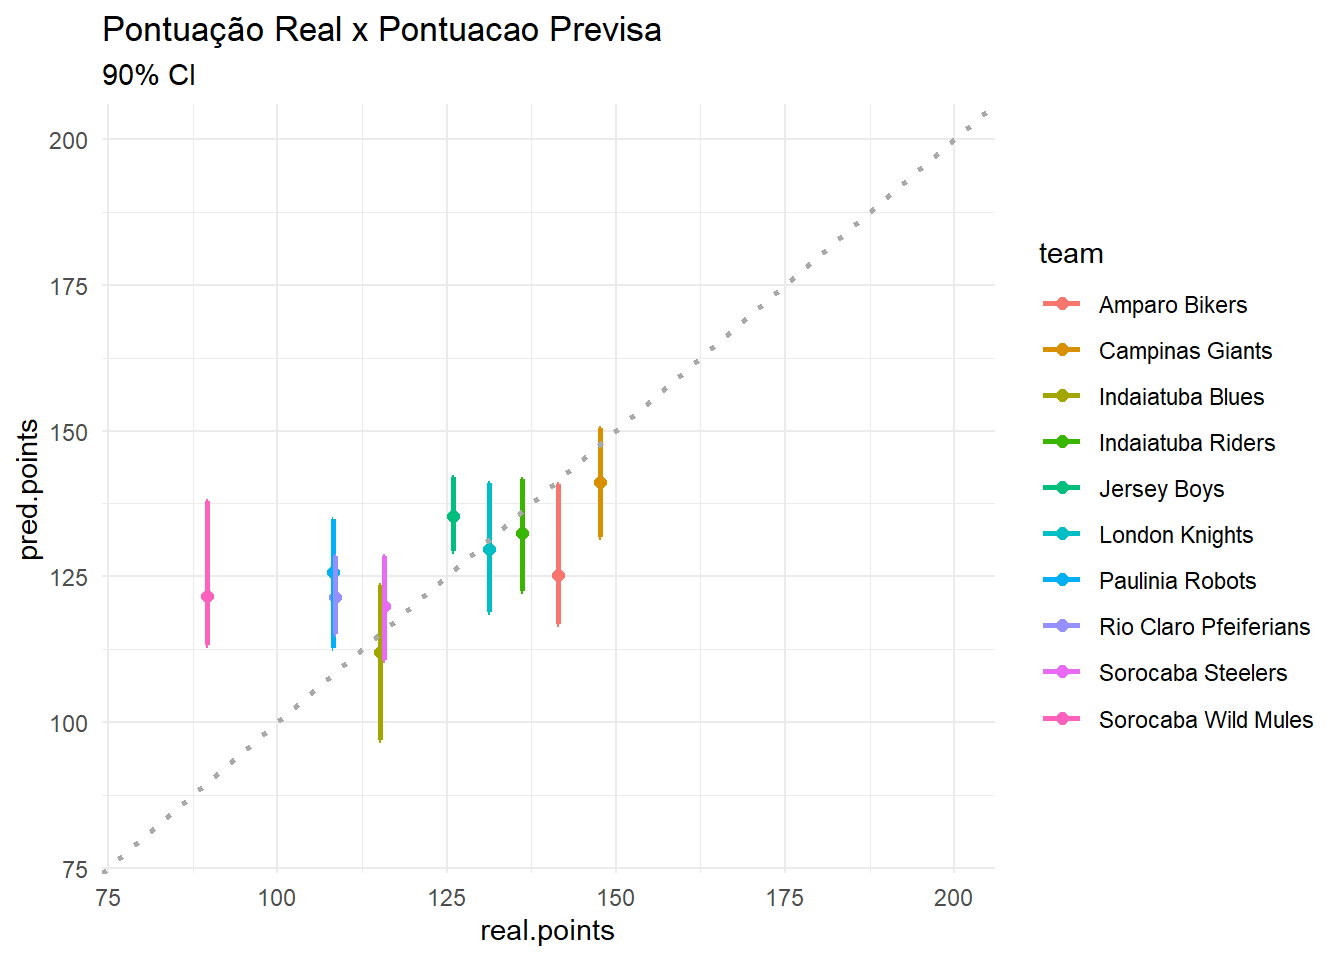 Pontuação Real x Pontuacao Previsa
90% CI
200
175
150
125
100
75
pred.points
75
100
125
150
175
200
real.points
team
Amparo Bikers
Campinas Giants
Indaiatuba Blues
Indaiatuba Riders
Jersey Boys
London Knights
Paulinia Robots
Rio Claro Pfeiferians
Sorocaba Steelers
Sorocaba Wild Mules